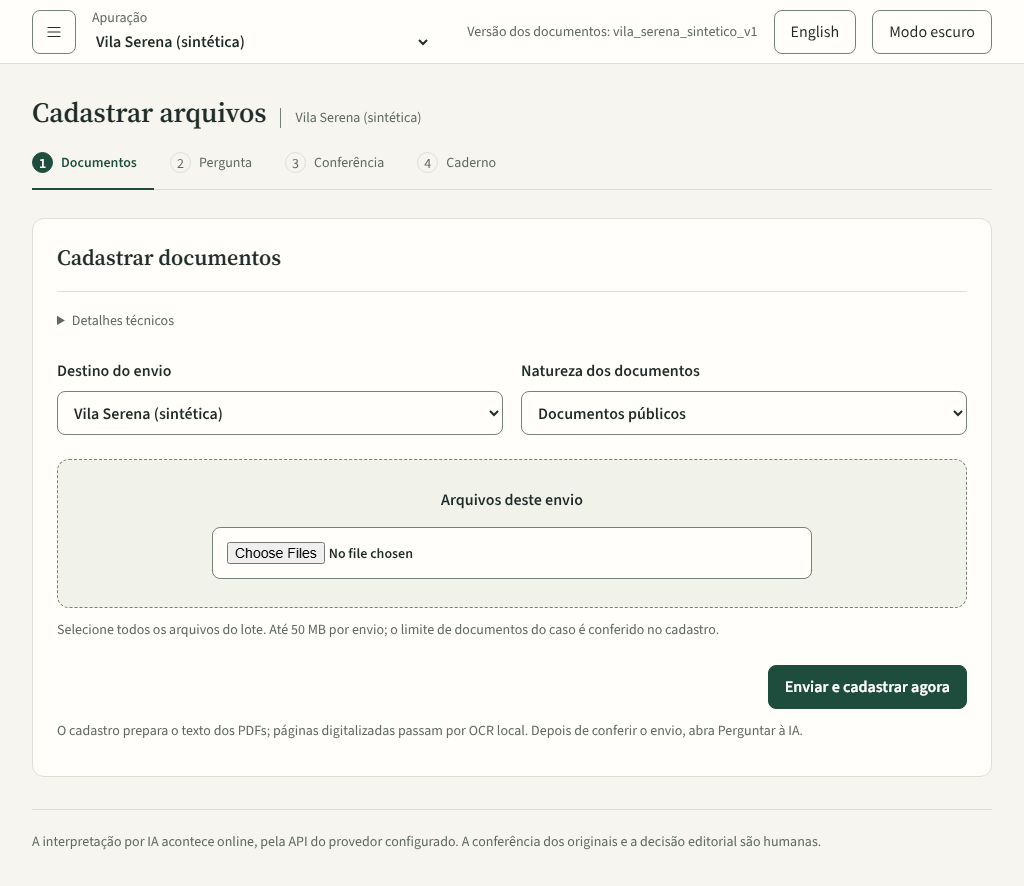 Apuração
Vila Serena (sintética)
Versão dos documentos: vila_serena_sintetico_v1
English
Modo escuro
Cadastrar arquivos
Vila Serena (sintética)
1 Documentos
2 Pergunta
3 Conferência
4 Caderno
Cadastrar documentos
Detalhes técnicos
Destino do envio
Natureza dos documentos
Vila Serena (sintética)
Documentos públicos
Arquivos deste envio
Choose Files No file chosen
Selecione todos os arquivos do lote. Até 50 MB por envio; o limite de documentos do caso é conferido no cadastro.
Enviar e cadastrar agora
O cadastro prepara o texto dos PDFs; páginas digitalizadas passam por OCR local. Depois de conferir o envio, abra Perguntar à IA.
A interpretação por IA acontece online, pela API do provedor configurado. A conferência dos originais e a decisão editorial são humanas.